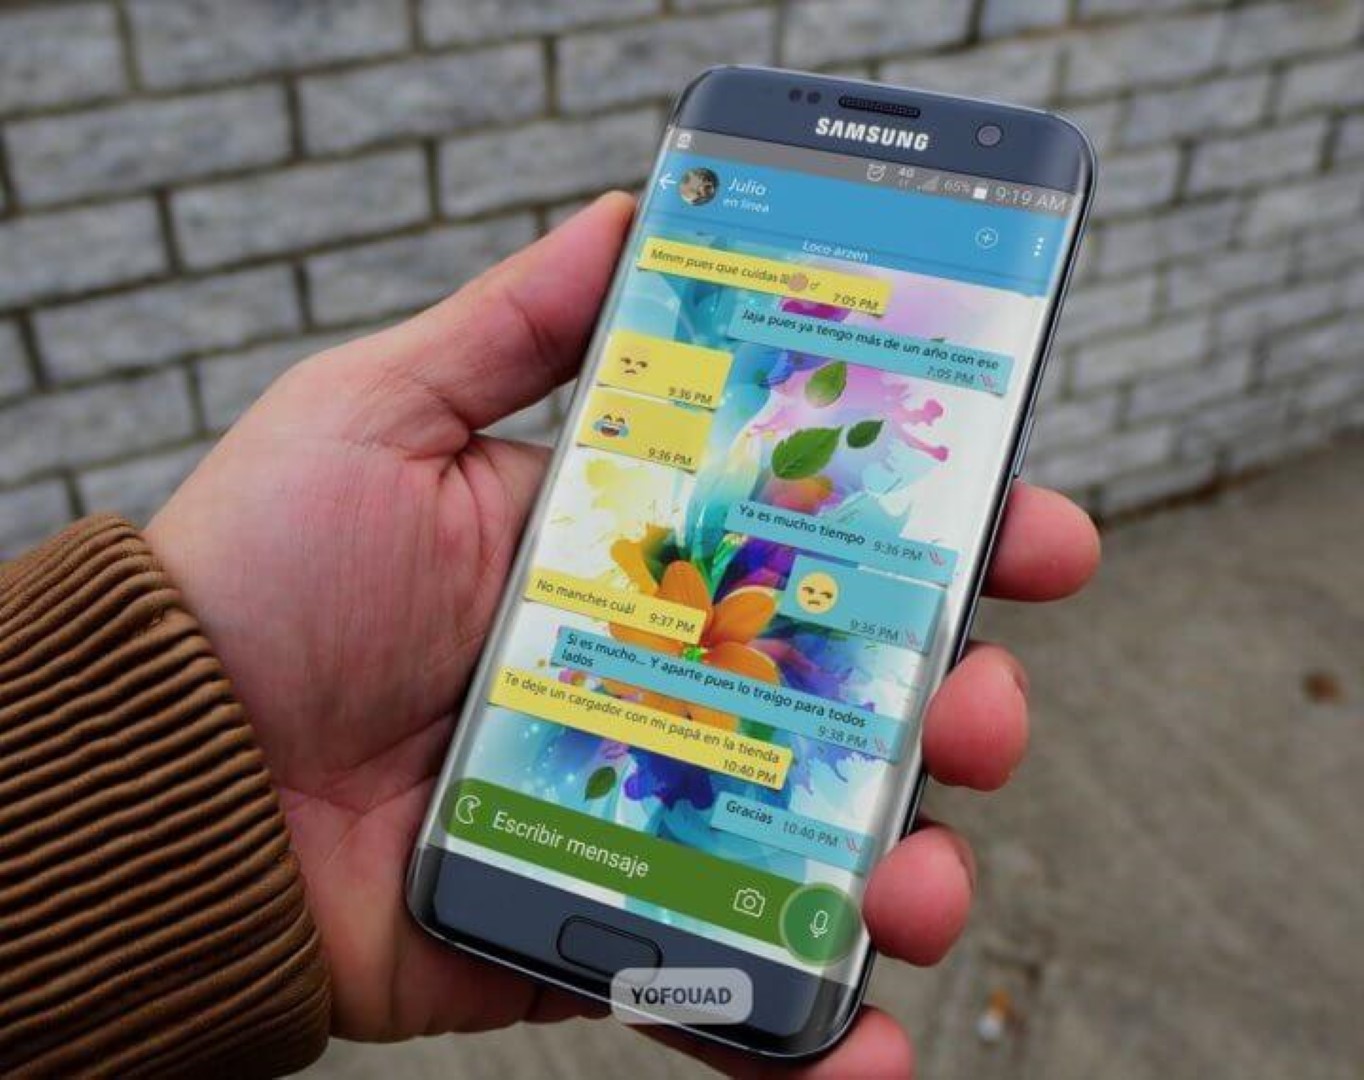 SAMSUNG
4G
65%
9:19 AM
Julio
en línea
Loco arzen
Mmm pues que cuidas
7:05 PM
Jaja pues ya tengo más de un año con ese
7:05 PM
9:36 PM
9:36 PM
Ya es mucho tiempo 9:36 PM
9:36 PM
No manches cuál 9:37 PM
Si es mucho... Y aparte pues lo traigo para todos
lados
9:38 PM
Te deje un cargador con mi papá en la tienda
10:40 PM
Gracias 10:40 PM
Escribir mensaje
YOFOUAD